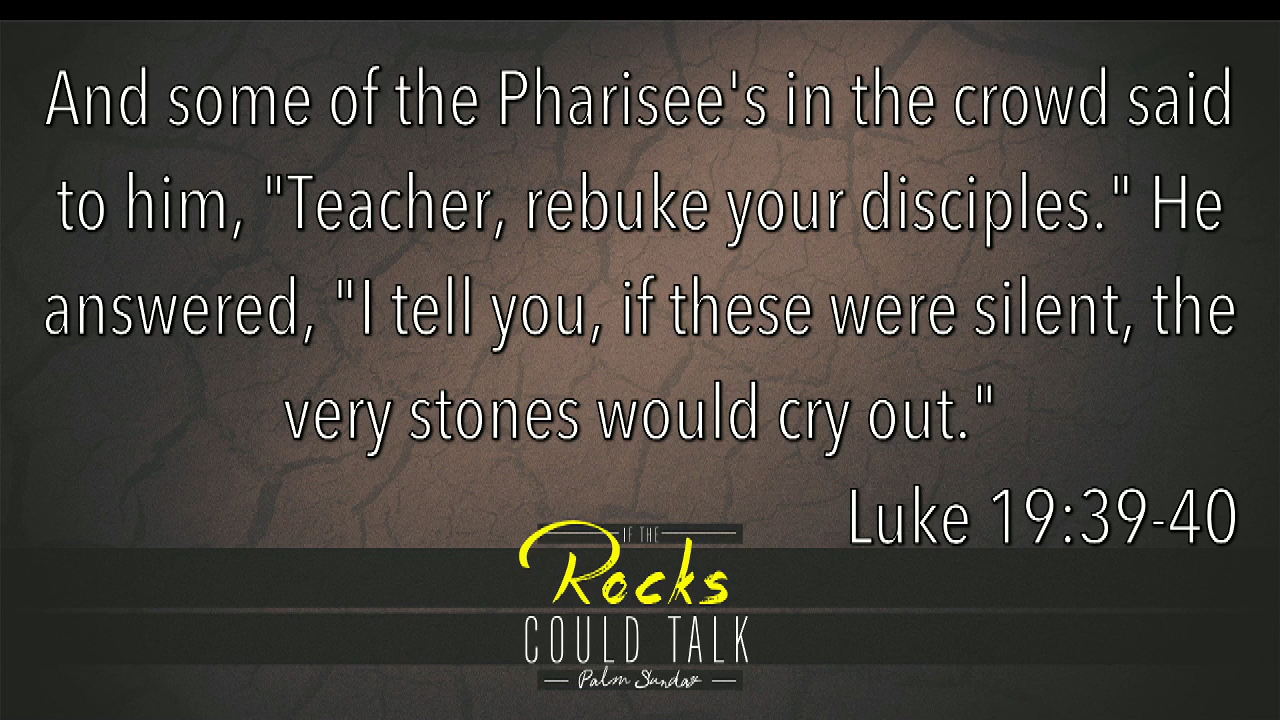 And some of the Pharisee's in the crowd said
to him, "Teacher, rebuke your disciples." He
answered, "I tell you, if these were silent, the
very stones would cry out."
Luke 19:39-40
IF THE
Rocks
COULD TALK
Palm Sunday